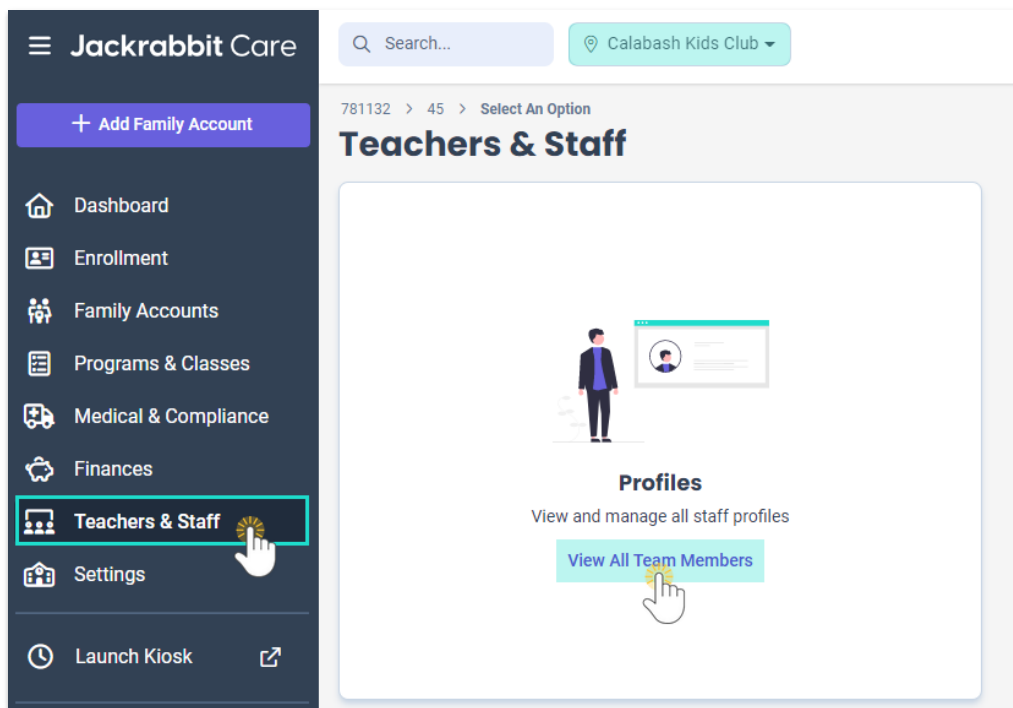 Jackrabbit Care
Search...
Calabash Kids Club
+ Add Family Account
781132 > 45 > Select An Option
Teachers & Staff
Dashboard
Enrollment
Family Accounts
Programs & Classes
Medical & Compliance
Finances
Teachers & Staff
Settings
Launch Kiosk
Profiles
View and manage all staff profiles
View All Team Members